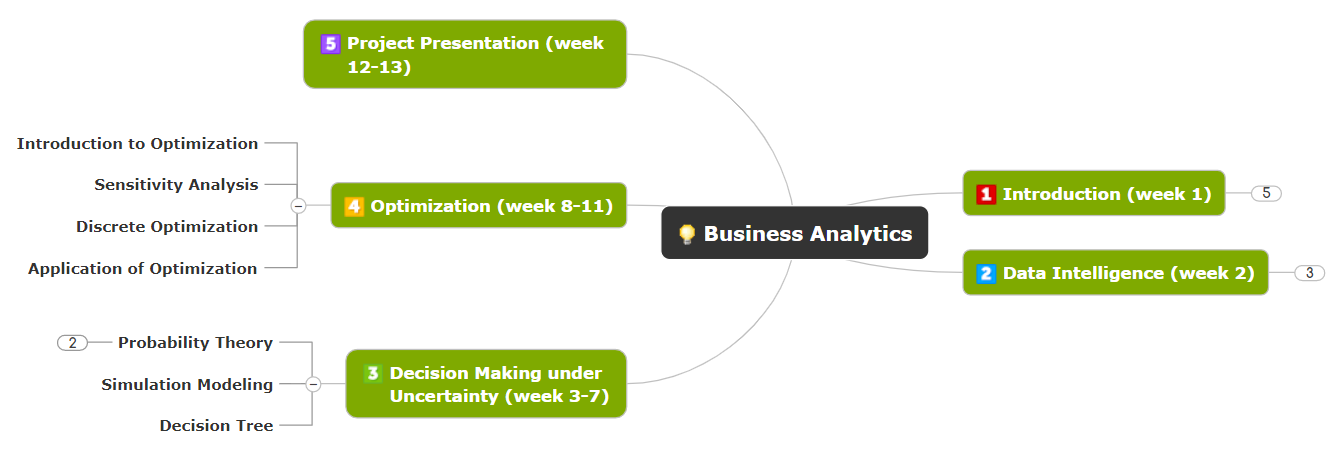 5 Project Presentation (week
12-13)
Introduction to Optimization
Sensitivity Analysis
Discrete Optimization
Application of Optimization
4 Optimization (week 8-11)
2
Probability Theory
Simulation Modeling
Decision Tree
3 Decision Making under
Uncertainty (week 3-7)
Business Analytics
1 Introduction (week 1)
5
2 Data Intelligence (week 2)
3